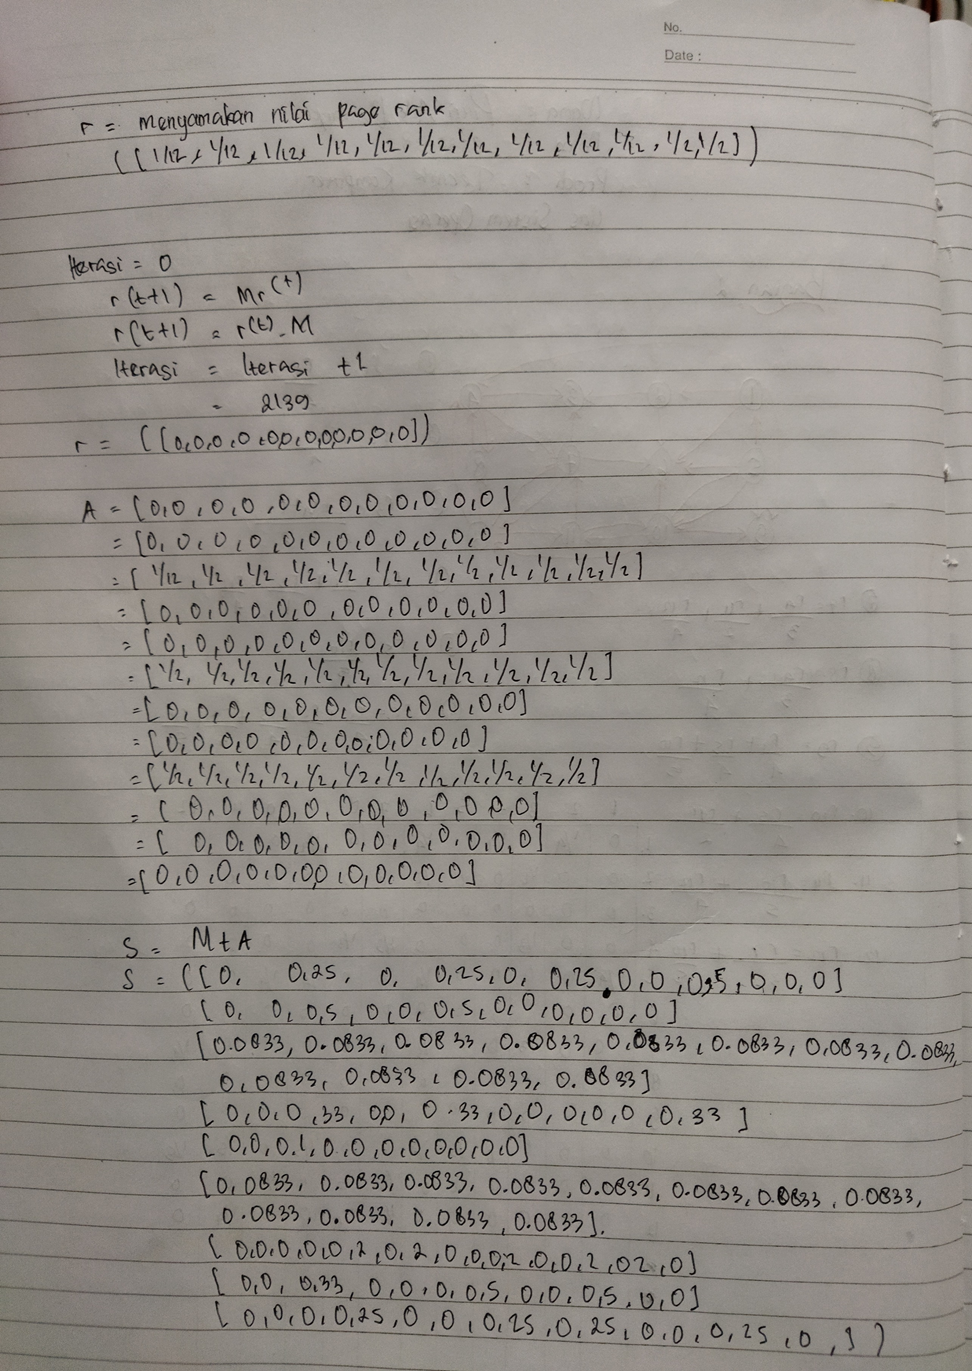 No.
Date :
r = menyamakan nilai page rank
([1/12, 1/12, 1/12, 1/12, 1/12, 1/12, 1/12, 1/12, 1/12, 1/12, 1/2, 1/2])
Iterasi = 0
r(t+1) = Mr(t)
r(t+1) = r(t).M
Iterasi = Iterasi +1
= 2139
r = ([0,0,0,0,0,0,0,0,0,0,0,0])
A = [0,0,0,0,0,0,0,0,0,0,0,0]
= [0,0,0,0,0,0,0,0,0,0,0,0]
= [1/12, 1/2, 1/2, 1/2, 1/2, 1/2, 1/2, 1/2, 1/2, 1/2, 1/2, 1/2]
= [0,0,0,0,0,0,0,0,0,0,0,0]
= [0,0,0,0,0,0,0,0,0,0,0,0]
= [1/2, 1/2, 1/2, 1/2, 1/2, 1/2, 1/2, 1/2, 1/2, 1/2, 1/2, 1/2]
= [0,0,0,0,0,0,0,0,0,0,0,0]
= [0,0,0,0,0,0,0,0,0,0,0,0]
= [1/2, 1/2, 1/2, 1/2, 1/2, 1/2, 1/2, 1/2, 1/2, 1/2, 1/2, 1/2]
= [0,0,0,0,0,0,0,0,0,0,0,0]
= [0,0,0,0,0,0,0,0,0,0,0,0]
= [0,0,0,0,0,0,0,0,0,0,0,0]
S = M+A
S = ([0, 0,25, 0, 0,25, 0, 0,25, 0, 0, 0,25, 0, 0, 0]
[0, 0, 0,5, 0, 0, 0,5, 0, 0, 0, 0, 0, 0]
[0.0833, 0.0833, 0.0833, 0.0833, 0.0833, 0.0833, 0.0833, 0.0833,
0,0833, 0,0833, 0.0833, 0.0833]
[0,0,0,33, 0,0, 0.33, 0,0, 0,0,0, 0,33]
[0,0,0.1,0,0,0,0,0,0,0,0]
[0,0833, 0.0833, 0.0833, 0.0833, 0.0833, 0.0833, 0.0833, 0.0833,
0.0833, 0.0833, 0.0833, 0.0833].
[0,0,0,0,0,2,0,2,0,0,0,2,0,0,2,02,0]
[0,0, 0,33, 0,0,0,0,5, 0,0, 0,5, 0,0]
[0,0,0,0,25, 0, 0, 0,25, 0,25, 0,0, 0,25, 0, ])